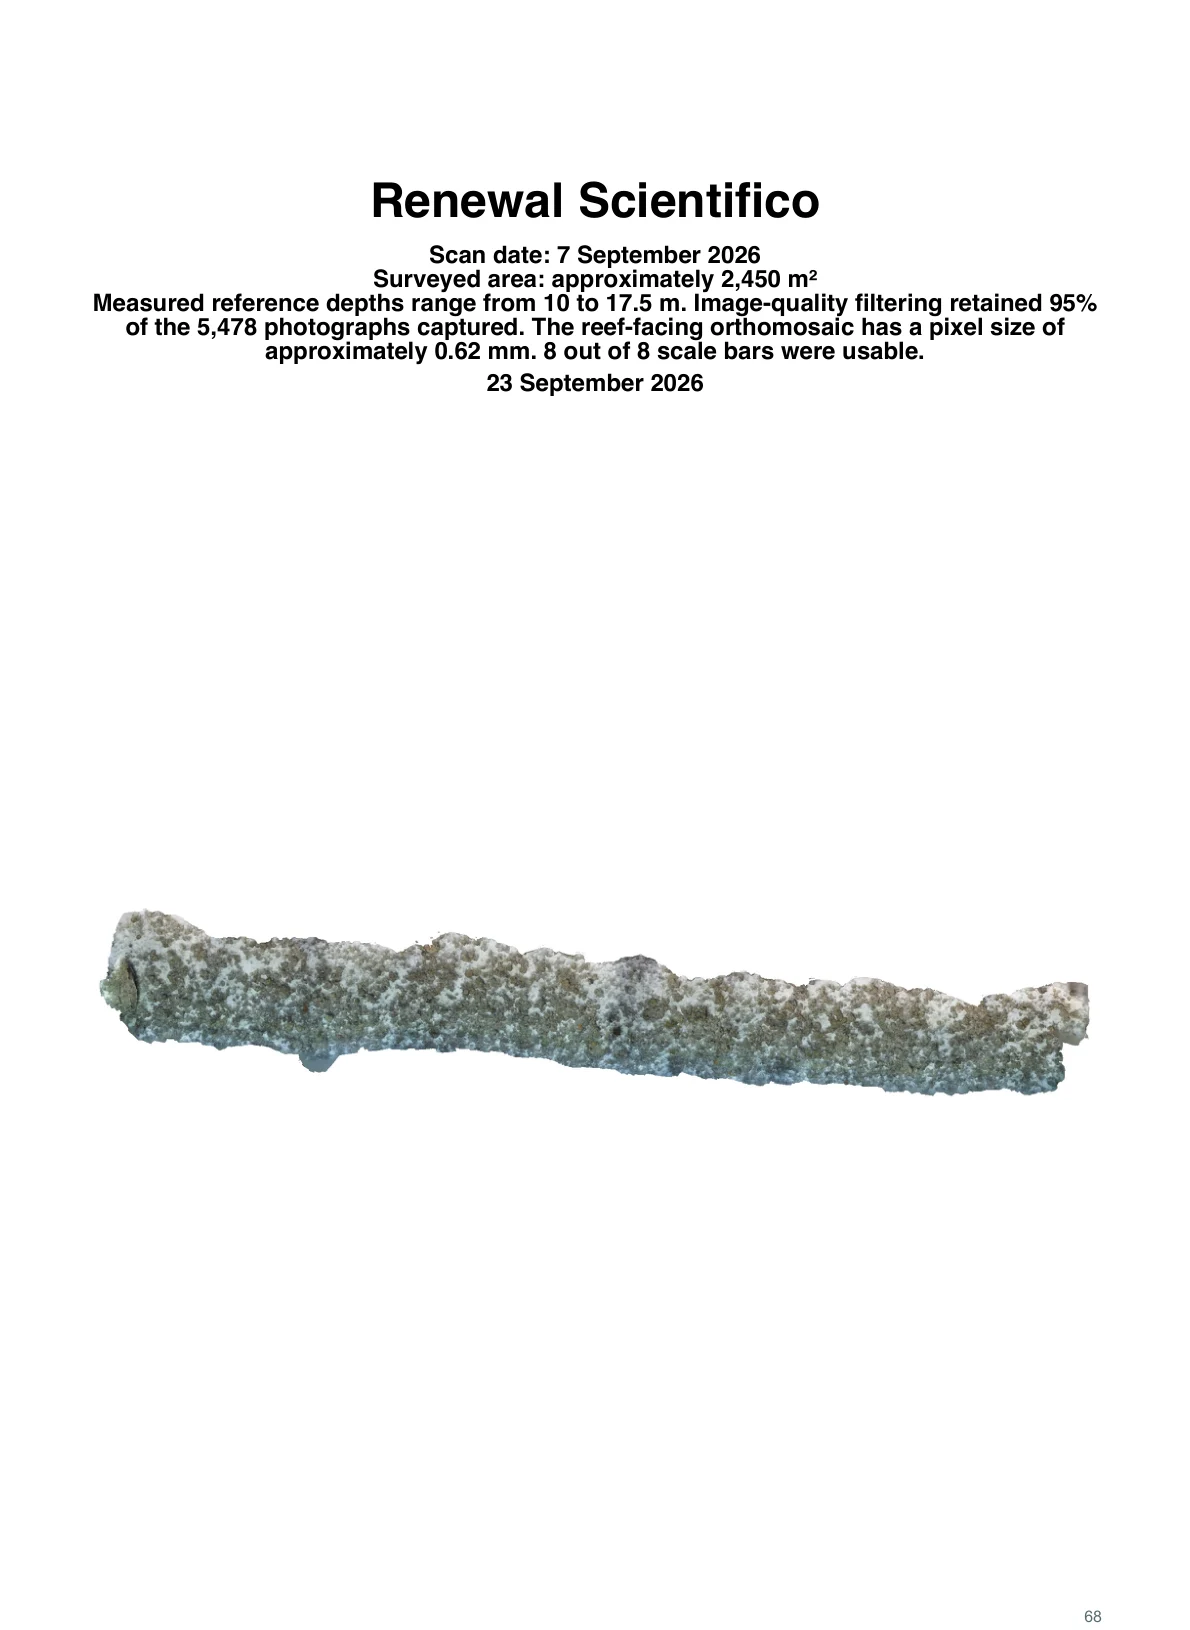 Renewal Scientifico
Scan date: 7 September 2026
Surveyed area: approximately 2,450 m²
Measured reference depths range from 10 to 17.5 m. Image-quality filtering retained 95%
of the 5,478 photographs captured. The reef-facing orthomosaic has a pixel size of
approximately 0.62 mm. 8 out of 8 scale bars were usable.
23 September 2026
68